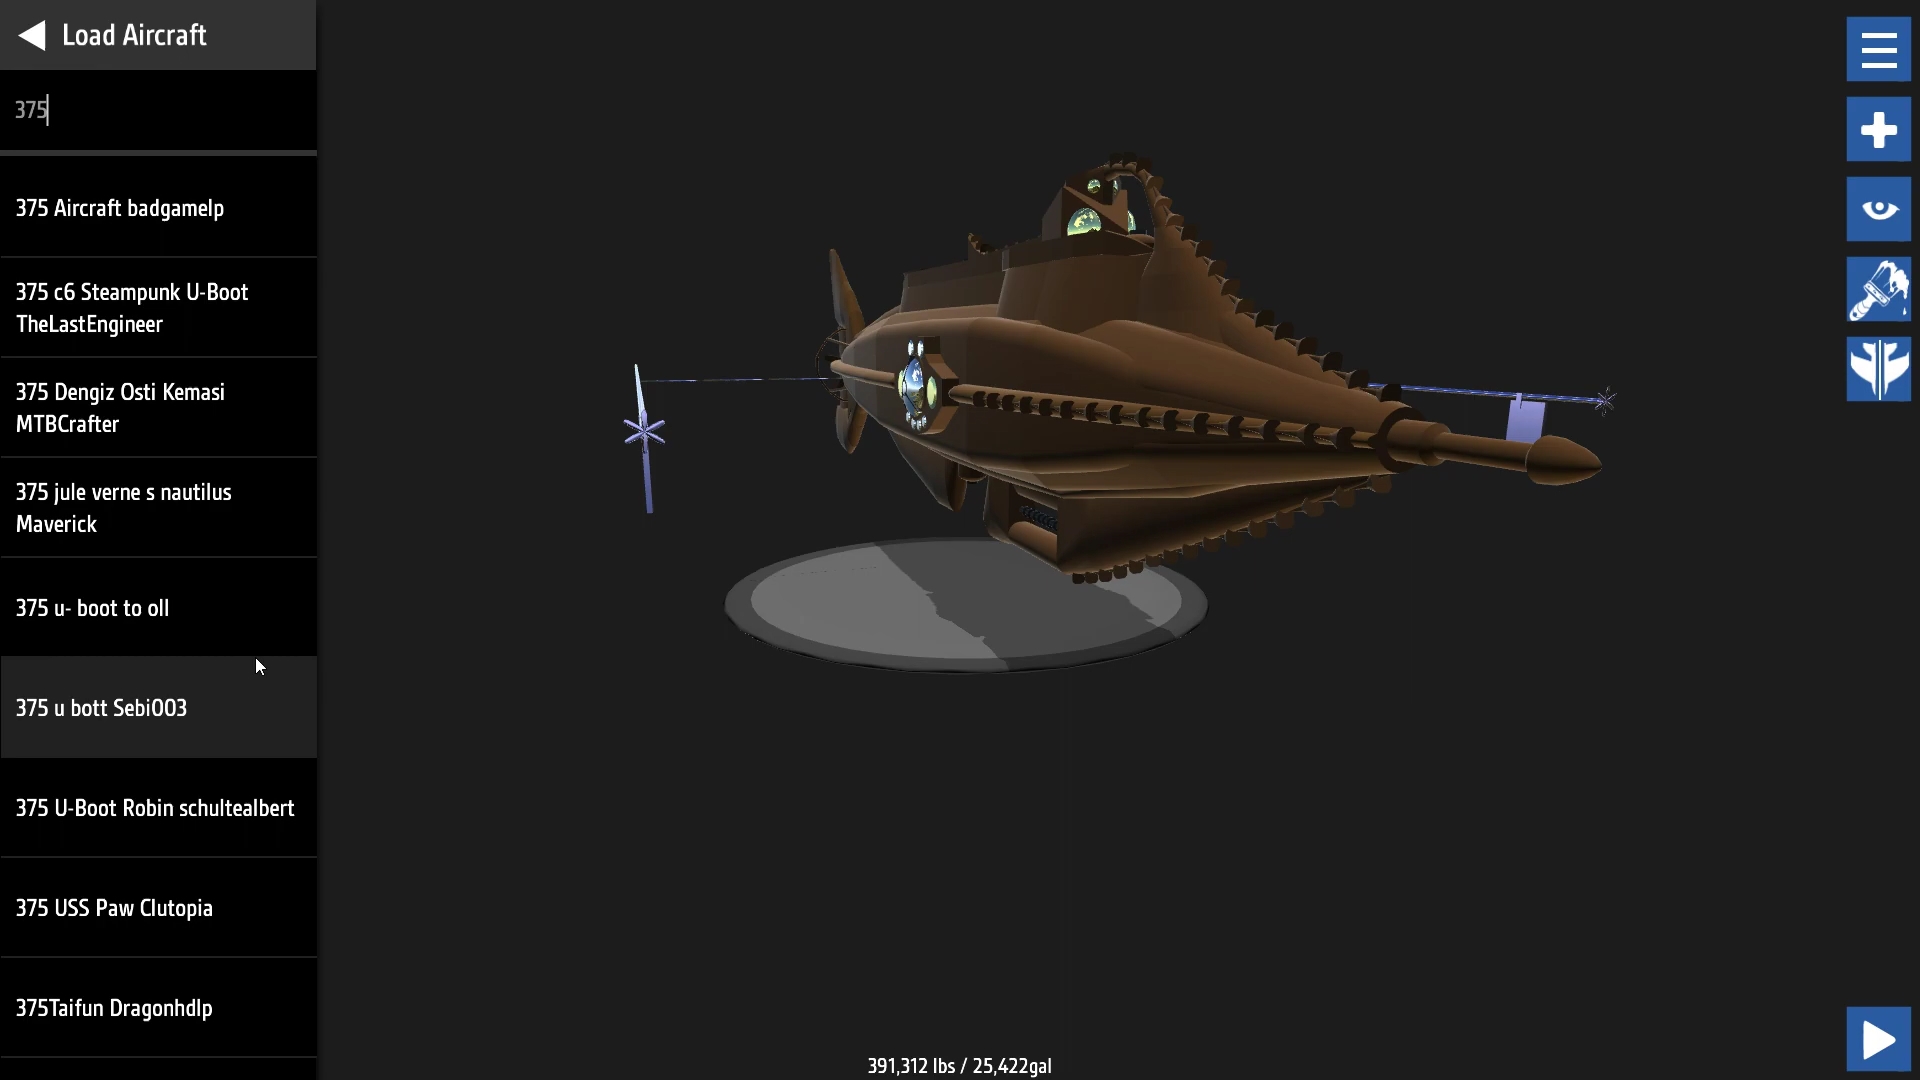 Load Aircraft
375
375 Aircraft badgamelp
375 c6 Steampunk U-Boot
TheLastEngineer
375 Dengiz Osti Kemasi
MTBCrafter
375 jule verne s nautilus
Maverick
375 u- boot to oll
375 u bott Sebi003
375 U-Boot Robin schultealbert
375 USS Paw Clutopia
375Taifun Dragonhdlp
391,312 lbs / 25,422gal